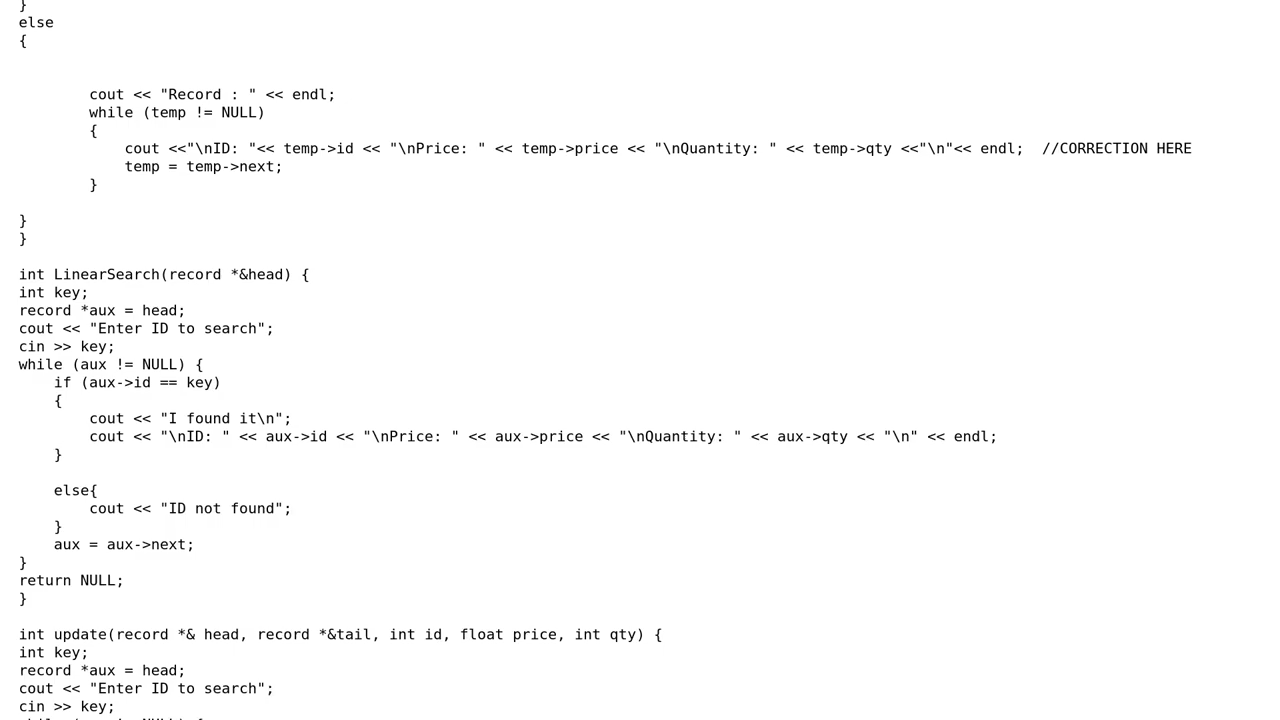 }
else
{
cout << "Record : " << endl;
while (temp != NULL)
{
cout <<"\nID: "<< temp->id << "\nPrice: " << temp->price << "\nQuantity: " << temp->qty <<"\n"<< endl;  //CORRECTION HERE
temp = temp->next;
}
}
}
int LinearSearch(record *&head) {
int key;
record *aux = head;
cout << "Enter ID to search";
cin >> key;
while (aux != NULL) {
if (aux->id == key)
{
cout << "I found it\n";
cout << "\nID: " << aux->id << "\nPrice: " << aux->price << "\nQuantity: " << aux->qty << "\n" << endl;
}
else{
cout << "ID not found";
}
aux = aux->next;
}
return NULL;
}
int update(record *& head, record *&tail, int id, float price, int qty) {
int key;
record *aux = head;
cout << "Enter ID to search";
cin >> key;